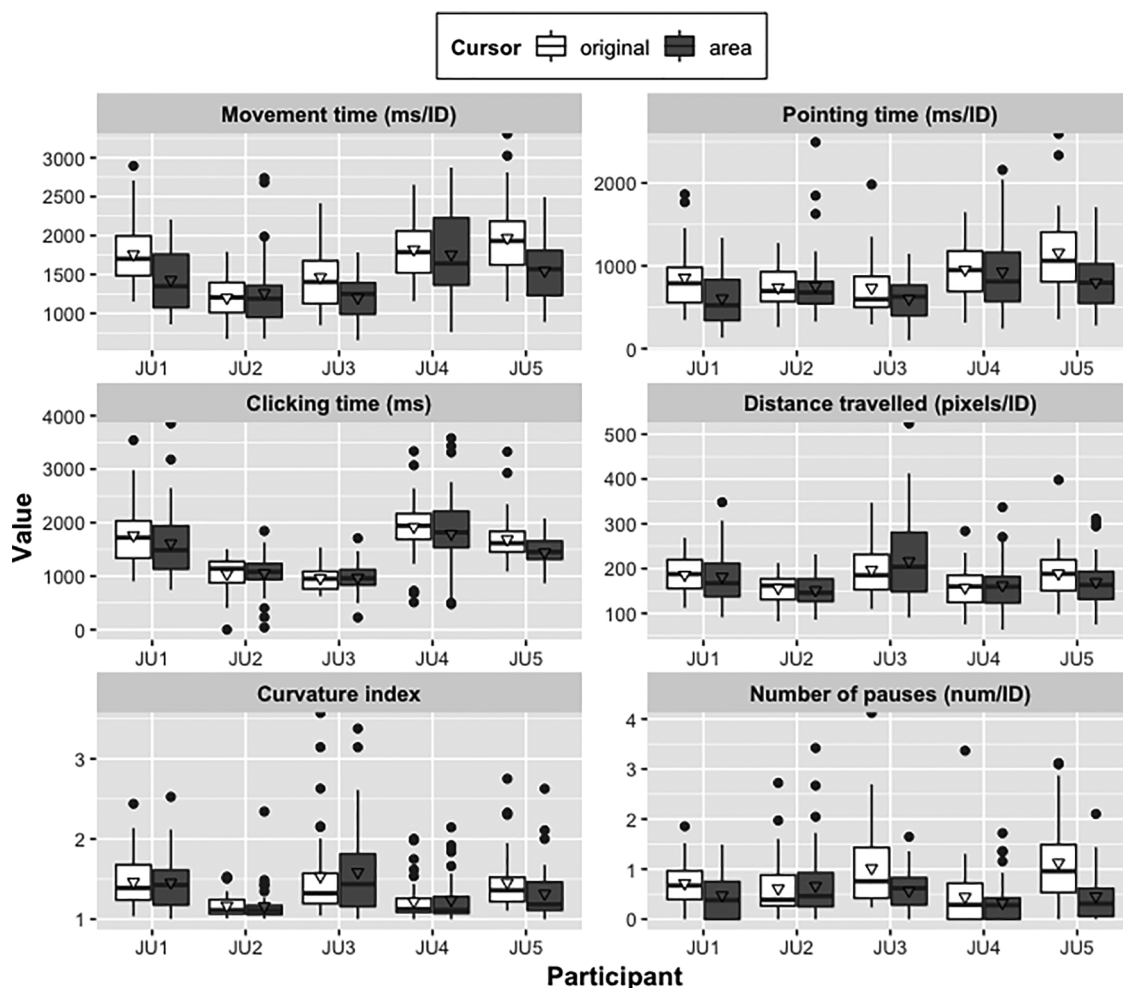 Cursor original area
Movement time (ms/ID)
3000
2500
2000
1500
1000
JU1 JU2 JU3 JU4 JU5
Pointing time (ms/ID)
2000
1000
0
JU1 JU2 JU3 JU4 JU5
Clicking time (ms)
4000
3000
2000
1000
0
JU1 JU2 JU3 JU4 JU5
Distance travelled (pixels/ID)
500
400
300
200
100
JU1 JU2 JU3 JU4 JU5
Curvature index
3
2
1
JU1 JU2 JU3 JU4 JU5
Number of pauses (num/ID)
4
3
2
1
0
JU1 JU2 JU3 JU4 JU5
Value
Participant